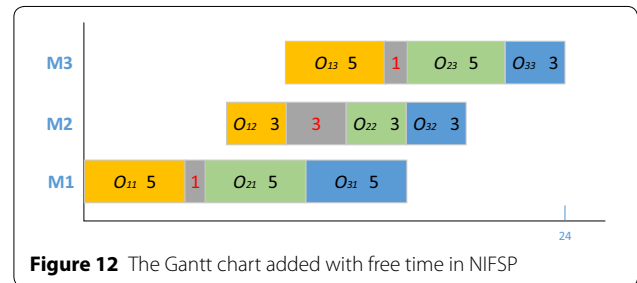 M3 O13 5 1 O23 5 O33 3
M2 O12 3 3 O22 3 O32 3
M1 O11 5 1 O21 5 O31 5
24
Figure 12 The Gantt chart added with free time in NIFSP